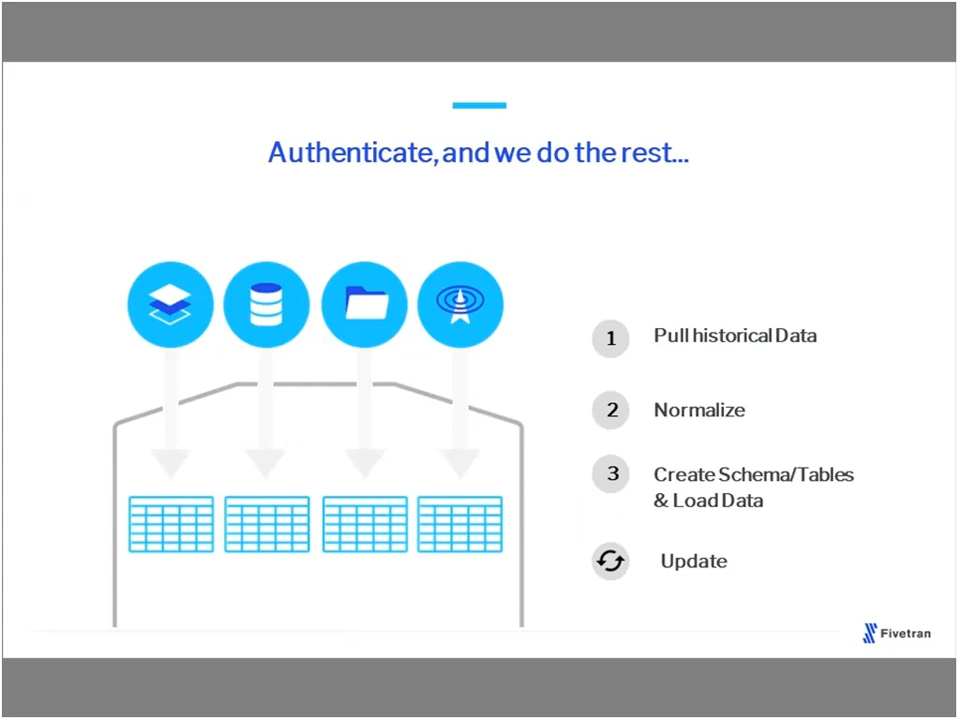 Authenticate, and we do the rest...
1 Pull historical Data
2 Normalize
3 Create Schema/Tables
& Load Data
Update
Fivetran